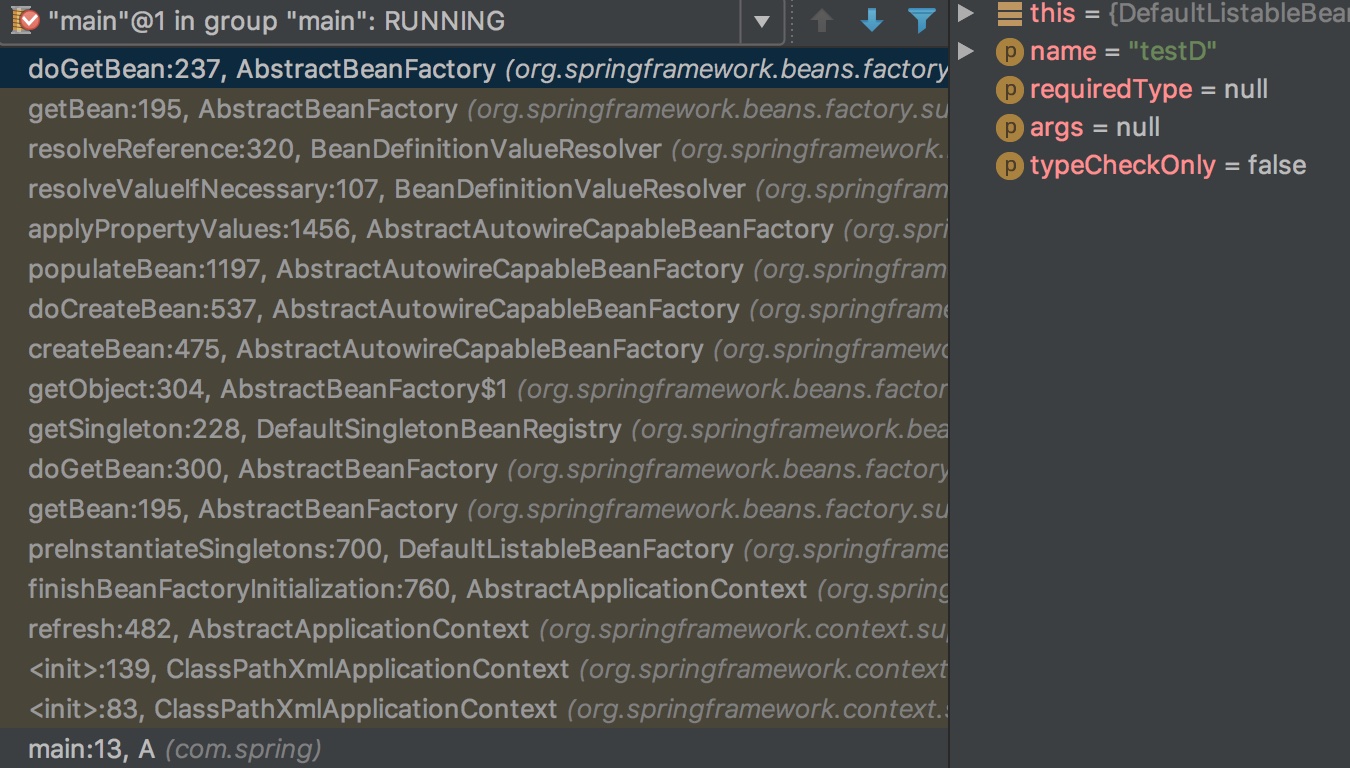 "main"@1 in group "main": RUNNING
doGetBean:237, AbstractBeanFactory (org.springframework.beans.factory
getBean:195, AbstractBeanFactory (org.springframework.beans.factory.su
resolveReference:320, BeanDefinitionValueResolver (org.springframework.
resolveValueIfNecessary:107, BeanDefinitionValueResolver (org.springfram
applyPropertyValues:1456, AbstractAutowireCapableBeanFactory (org.spri
populateBean:1197, AbstractAutowireCapableBeanFactory (org.springfram
doCreateBean:537, AbstractAutowireCapableBeanFactory (org.springframe
createBean:475, AbstractAutowireCapableBeanFactory (org.springframewo
getObject:304, AbstractBeanFactory$1 (org.springframework.beans.factor
getSingleton:228, DefaultSingletonBeanRegistry (org.springframework.bea
doGetBean:300, AbstractBeanFactory (org.springframework.beans.factory
getBean:195, AbstractBeanFactory (org.springframework.beans.factory.su
preInstantiateSingletons:700, DefaultListableBeanFactory (org.springframe
finishBeanFactoryInitialization:760, AbstractApplicationContext (org.spring
refresh:482, AbstractApplicationContext (org.springframework.context.su
<init>:139, ClassPathXmlApplicationContext (org.springframework.context
<init>:83, ClassPathXmlApplicationContext (org.springframework.context.s
main:13, A (com.spring)
this = {DefaultListableBear
p name = "testD"
p requiredType = null
p args = null
p typeCheckOnly = false